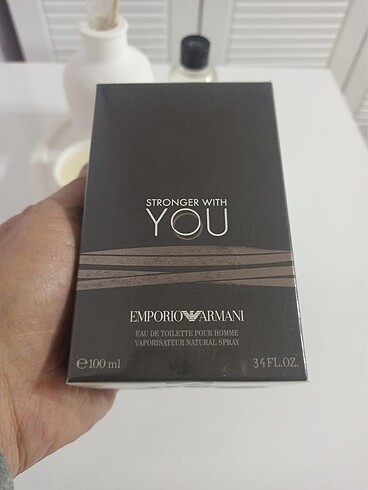 STRONGER WITH
YOU
EMPORIO ARMANI
EAU DE TOILETTE POUR HOMME
VAPORISATEUR NATURAL SPRAY
℮100 ml 3.4 FL.OZ.